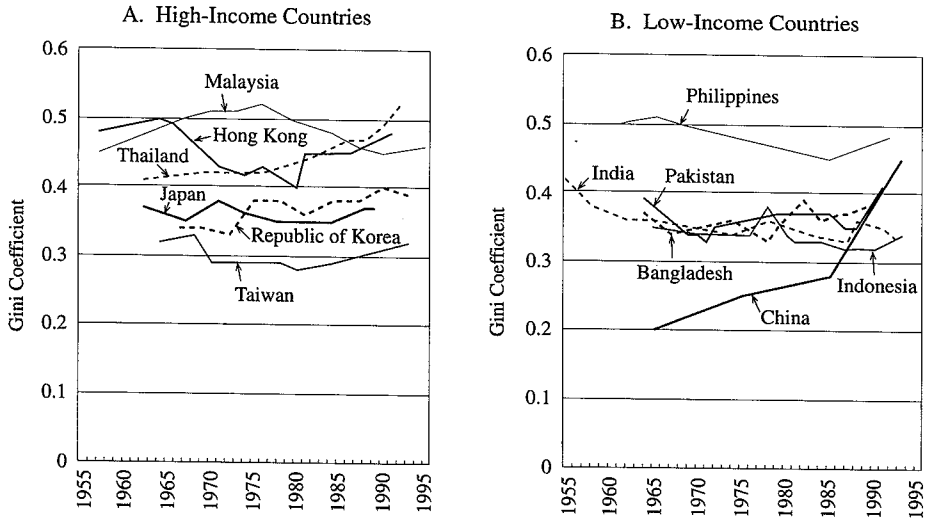 A. High-Income Countries
Gini Coefficient
0.6
0.5
0.4
0.3
0.2
0.1
0
Malaysia
Hong Kong
Thailand
Japan
Republic of Korea
Taiwan
1955
1960
1965
1970
1975
1980
1985
1990
1995
B. Low-Income Countries
Gini Coefficient
0.6
0.5
0.4
0.3
0.2
0.1
0
Philippines
India
Pakistan
Bangladesh
Indonesia
China
1955
1960
1965
1970
1975
1980
1985
1990
1995